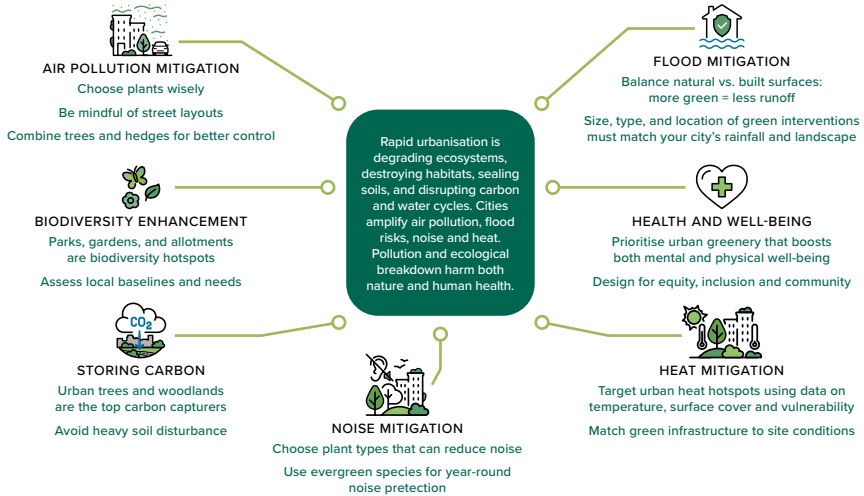 AIR POLLUTION MITIGATION
Choose plants wisely
Be mindful of street layouts
Combine trees and hedges for better control
FLOOD MITIGATION
Balance natural vs. built surfaces:
more green = less runoff
Size, type, and location of green interventions
must match your city's rainfall and landscape
Rapid urbanisation is
degrading ecosystems,
destroying habitats, sealing
soils, and disrupting carbon
and water cycles. Cities
amplify air pollution, flood
risks, noise and heat.
Pollution and ecological
breakdown harm both
nature and human health.
BIODIVERSITY ENHANCEMENT
Parks, gardens, and allotments
are biodiversity hotspots
Assess local baselines and needs
HEALTH AND WELL-BEING
Prioritise urban greenery that boosts
both mental and physical well-being
Design for equity, inclusion and community
CO2
STORING CARBON
Urban trees and woodlands
are the top carbon capturers
Avoid heavy soil disturbance
NOISE MITIGATION
Choose plant types that can reduce noise
Use evergreen species for year-round
noise pretection
HEAT MITIGATION
Target urban heat hotspots using data on
temperature, surface cover and vulnerability
Match green infrastructure to site conditions